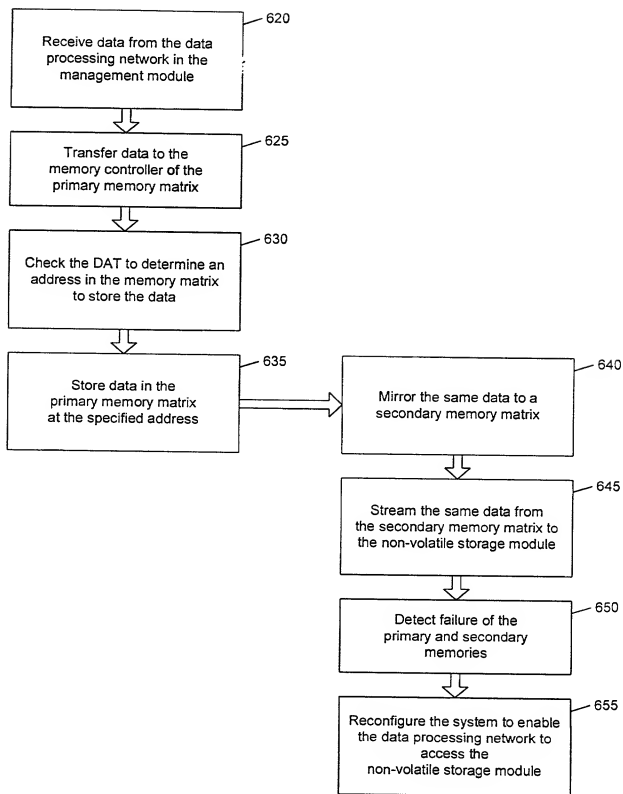 620
Receive data from the data
processing network in the
management module
625
Transfer data to the
memory controller of the
primary memory matrix
630
Check the DAT to determine an
address in the memory matrix
to store the data
635
Store data in the
primary memory matrix
at the specified address
640
Mirror the same data to a
secondary memory matrix
645
Stream the same data from
the secondary memory matrix to
the non-volatile storage module
650
Detect failure of the
primary and secondary
memories
655
Reconfigure the system to enable
the data processing network to
access the
non-volatile storage module